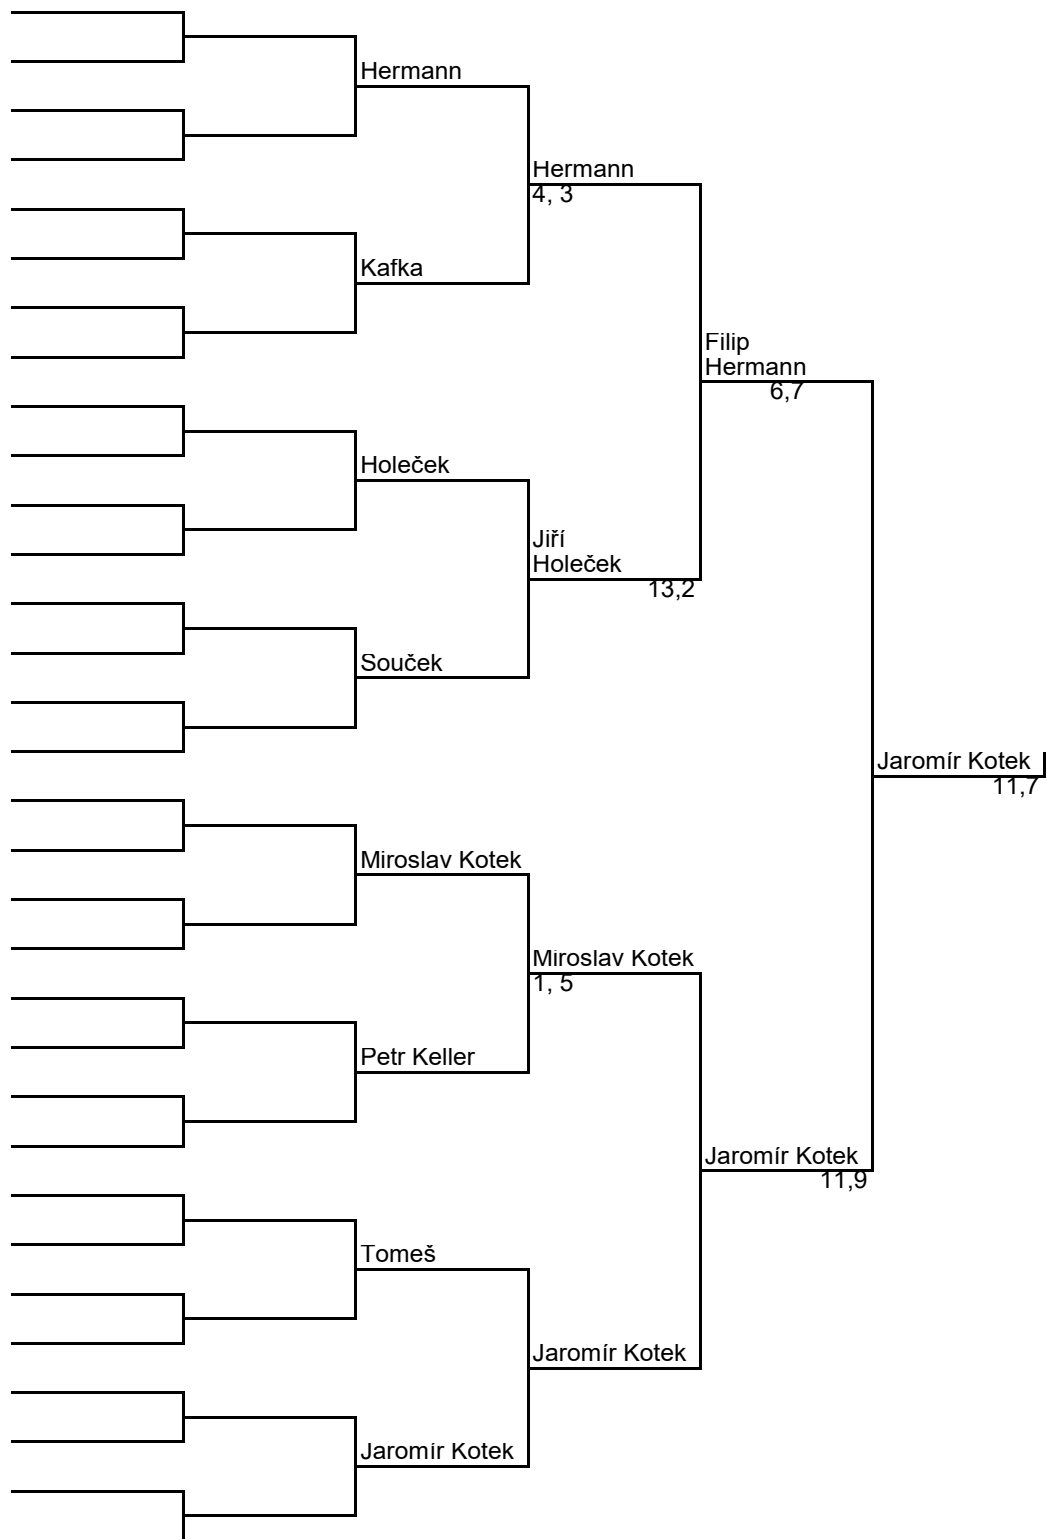 Hermann
Hermann
4, 3
Kafka
Filip
Hermann
6,7
Holeček
Jiří
Holeček
13,2
Souček
Jaromír Kotek
11,7
Miroslav Kotek
Miroslav Kotek
1, 5
Petr Keller
Jaromír Kotek
11,9
Tomeš
Jaromír Kotek
Jaromír Kotek